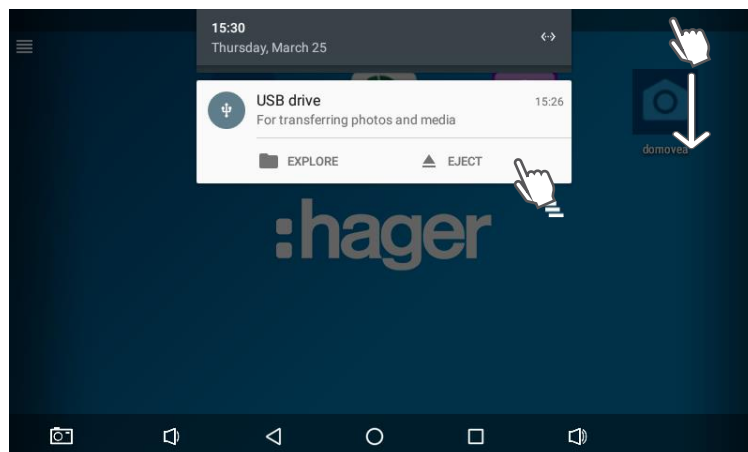 15:30
Thursday, March 25
USB drive
15:26
For transferring photos and media
EXPLORE
EJECT
domovea
:hager